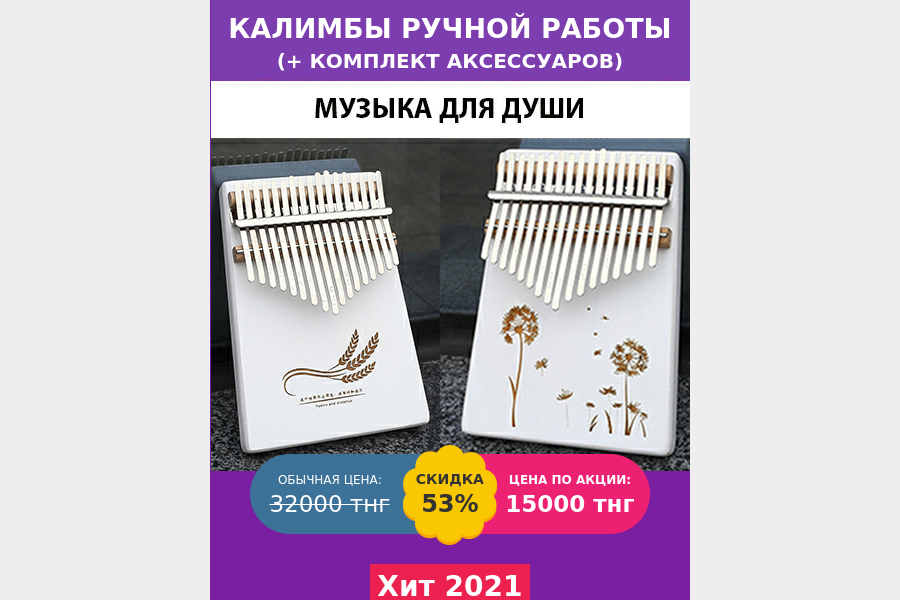 КАЛИМБЫ РУЧНОЙ РАБОТЫ
(+ КОМПЛЕКТ АКСЕССУАРОВ)
МУЗЫКА ДЛЯ ДУШИ
ОБЫЧНАЯ ЦЕНА:
32000 тнг
СКИДКА
53%
ЦЕНА ПО АКЦИИ:
15000 тнг
Хит 2021